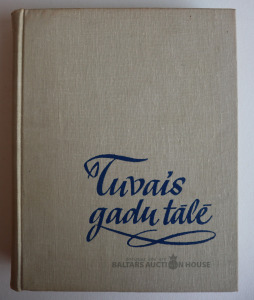 Tuvais
gadu tālē
BALTARS AUCTION HOUSE